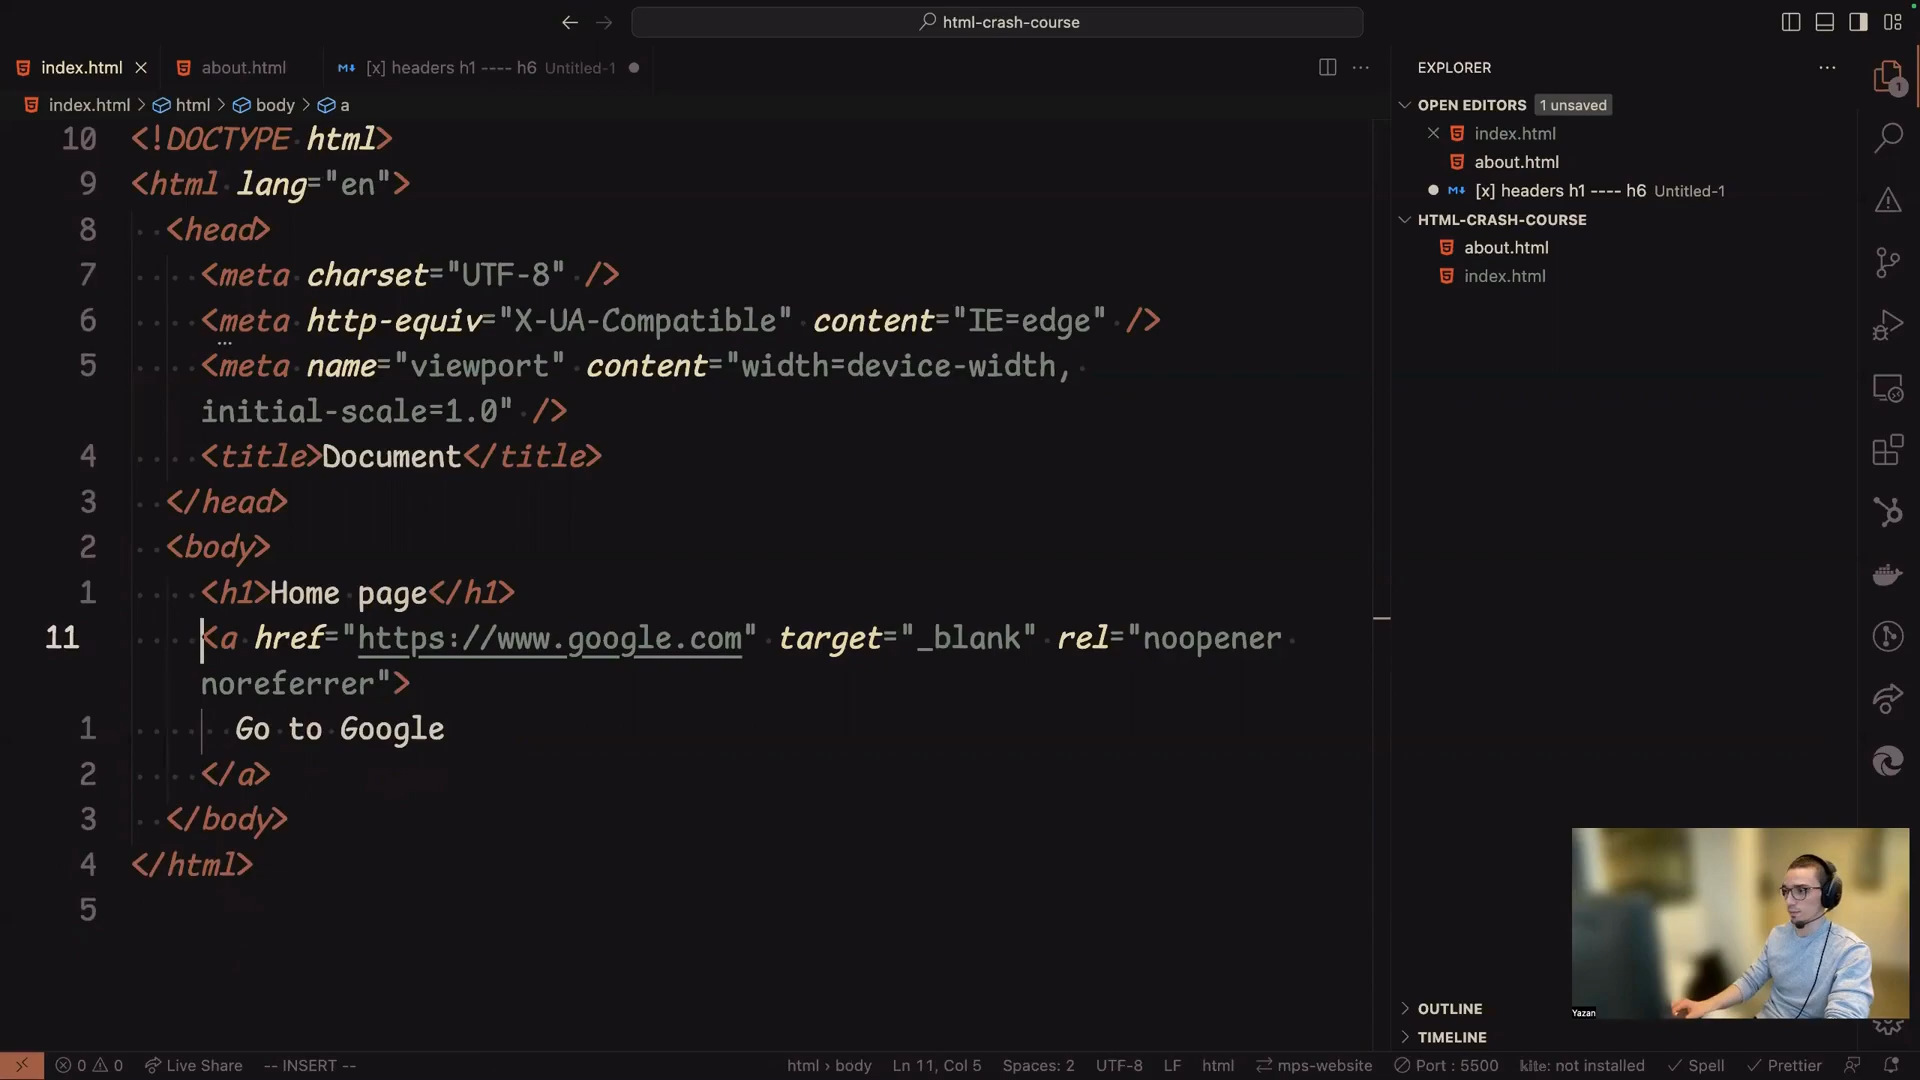 html-crash-course
index.html
about.html
[x] headers h1 ---- h6 Untitled-1
index.html > html > body > a
10 <!DOCTYPE html>
9 <html lang="en">
8 <head>
7 <meta charset="UTF-8" />
6 <meta http-equiv="X-UA-Compatible" content="IE=edge" />
5 <meta name="viewport" content="width=device-width,
initial-scale=1.0" />
4 <title>Document</title>
3 </head>
2 <body>
1 <h1>Home page</h1>
11 <a href="https://www.google.com" target="_blank" rel="noopener
noreferrer">
1 Go to Google
2 </a>
3 </body>
4 </html>
5
EXPLORER
OPEN EDITORS 1 unsaved
index.html
about.html
[x] headers h1 ---- h6 Untitled-1
HTML-CRASH-COURSE
about.html
index.html
1
Yazan
OUTLINE
TIMELINE
0 0 Live Share -- INSERT -- html > body Ln 11, Col 5 Spaces: 2 UTF-8 LF html mps-website Port : 5500 kite: not installed Spell Prettier